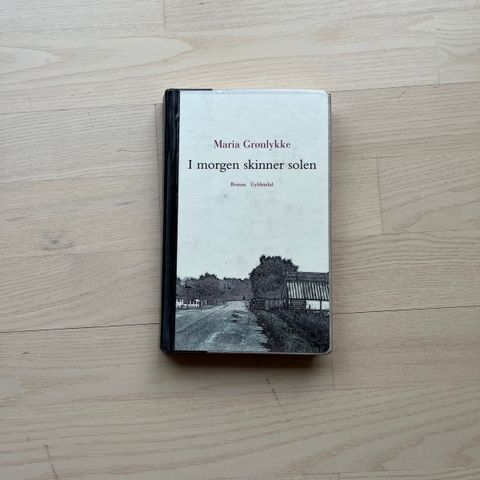 Maria Grønlykke
I morgen skinner solen
Roman Gyldendal